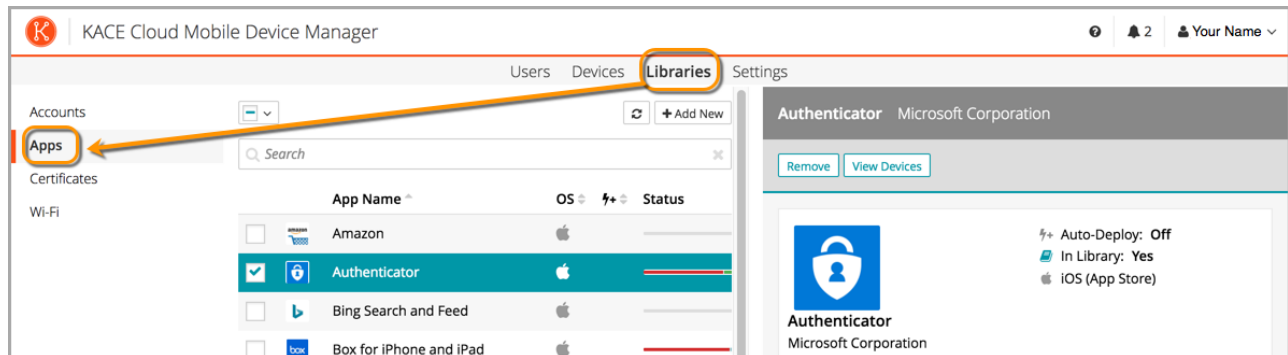 K KACE Cloud Mobile Device Manager 2 Your Name
Users Devices Libraries Settings
Accounts
Apps
Certificates
Wi-Fi
+ Add New
Search
App Name OS + Status
amazon Amazon
Authenticator
Bing Search and Feed
box Box for iPhone and iPad
Authenticator Microsoft Corporation
Remove View Devices
+ Auto-Deploy: Off
In Library: Yes
iOS (App Store)
Authenticator
Microsoft Corporation